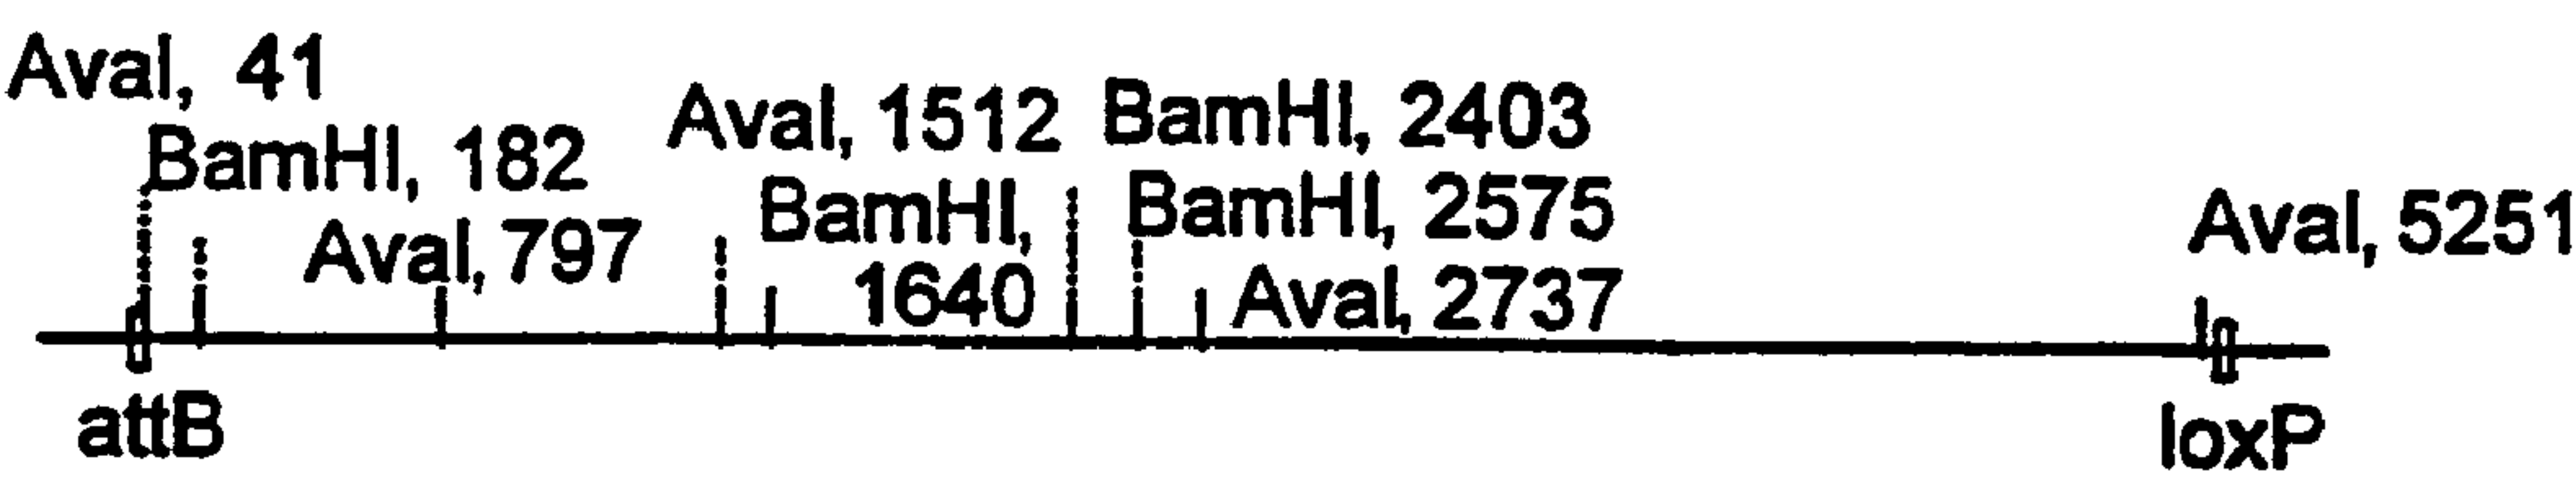 AvaI, 41
BamHI, 182
AvaI, 797
AvaI, 1512
BamHI,
1640
BamHI, 2403
BamHI, 2575
AvaI, 2737
AvaI, 5251
attB
loxP